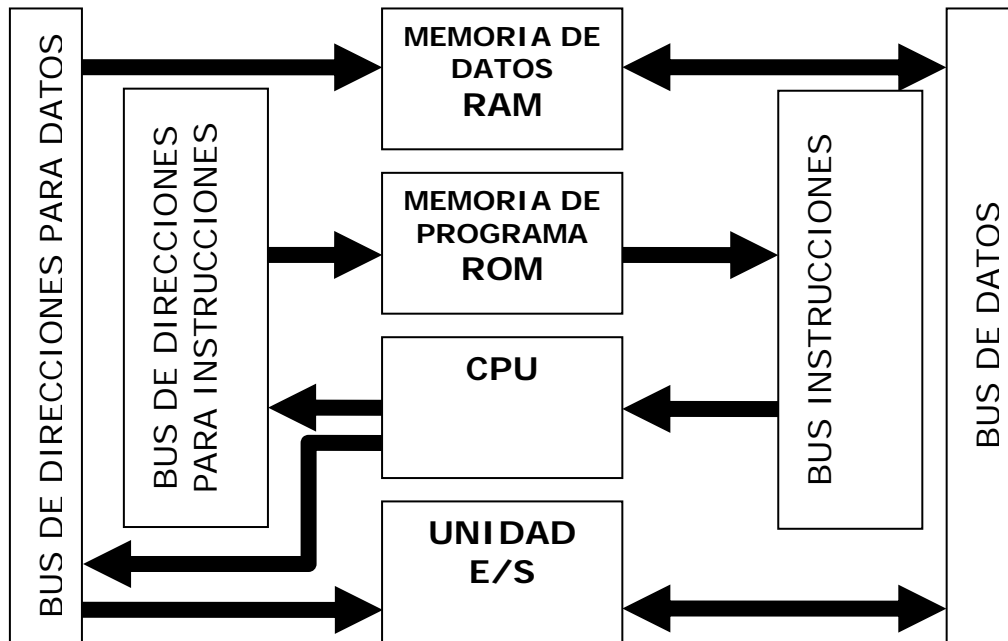 BUS DE DIRECCIONES PARA DATOS
BUS DE DIRECCIONES
PARA INSTRUCCIONES
MEMORIA DE
DATOS
RAM
MEMORIA DE
PROGRAMA
ROM
CPU
UNIDAD
E/S
BUS INSTRUCCIONES
BUS DE DATOS